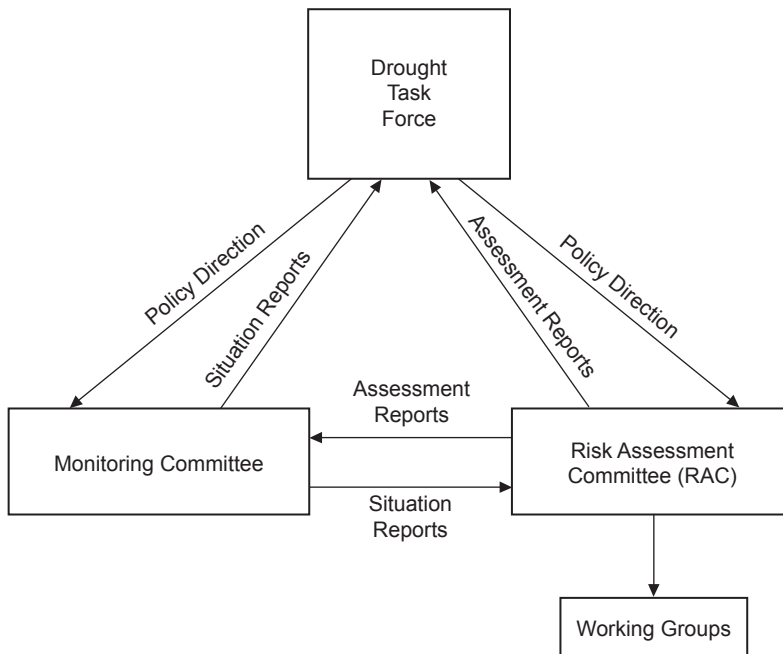 Drought
Task
Force
Policy Direction
Situation Reports
Assessment Reports
Policy Direction
Assessment
Reports
Monitoring Committee
Risk Assessment
Committee (RAC)
Situation
Reports
Working Groups